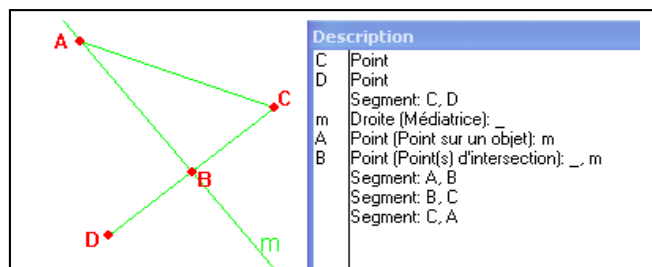 A
C
B
D
m
Description
C Point
D Point
Segment: C, D
m Droite (Médiatrice): _
A Point (Point sur un objet): m
B Point (Point(s) d'intersection): _, m
Segment: A, B
Segment: B, C
Segment: C, A